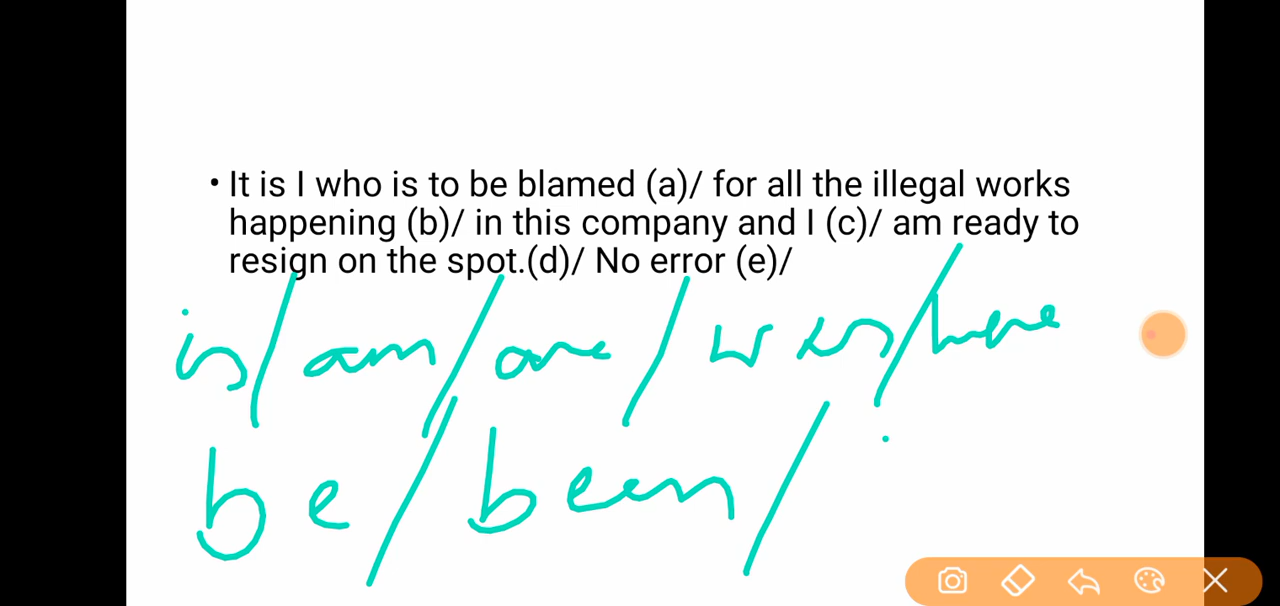 • It is I who is to be blamed (a)/ for all the illegal works
happening (b)/ in this company and I (c)/ am ready to
resign on the spot.(d)/ No error (e)/
is/am/are/was/were
be/been/